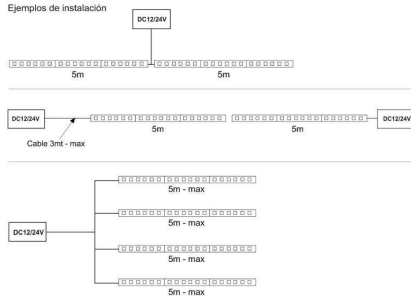 Ejemplos de instalación
DC12/24V
5m
5m
DC12/24V
DC12/24V
5m
5m
Cable 3mt - max
5m - max
5m - max
DC12/24V
5m - max
5m - max